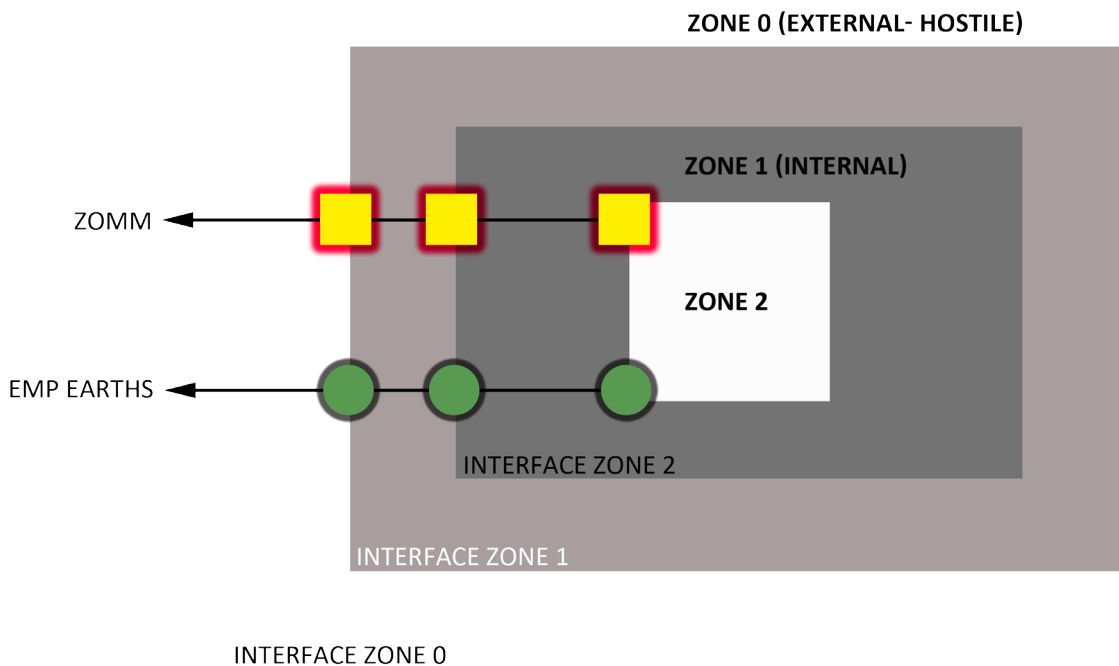 ZONE 0 (EXTERNAL- HOSTILE)
ZONE 1 (INTERNAL)
ZOMM
ZONE 2
EMP EARTHS
INTERFACE ZONE 2
INTERFACE ZONE 1
INTERFACE ZONE 0